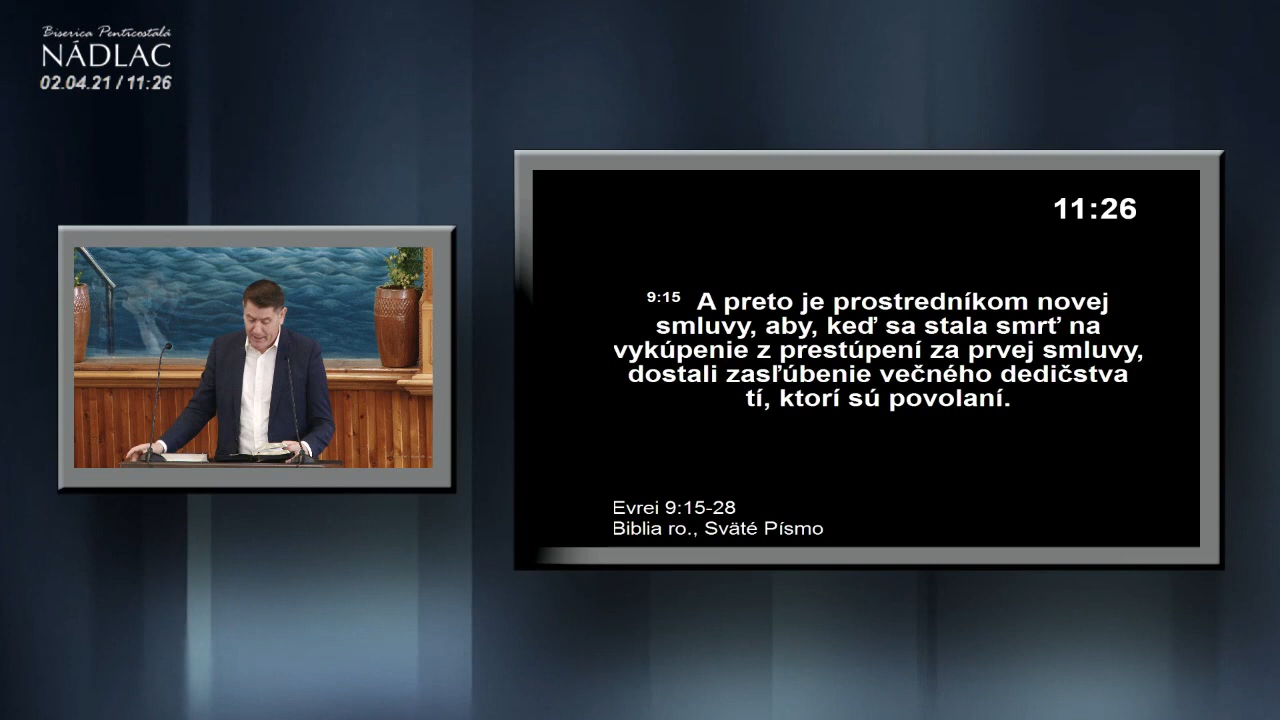 Biserica Penticostală
NĂDLAC
02.04.21 / 11:26
11:26
9:15 A preto je prostredníkom novej
smluvy, aby, keď sa stala smrť na
vykúpenie z prestúpení za prvej smluvy,
dostali zasľúbenie večného dedičstva
tí, ktorí sú povolaní.
Evrei 9:15-28
Biblia ro., Sväté Písmo